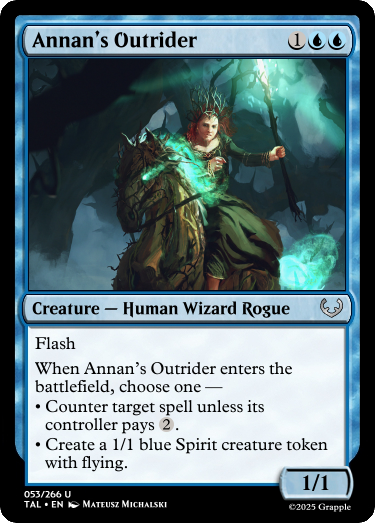 Annan's Outrider 1UU
Creature — Human Wizard Rogue
Flash
When Annan's Outrider enters the
battlefield, choose one —
• Counter target spell unless its
controller pays 2.
• Create a 1/1 blue Spirit creature token
with flying.
1/1
053/266 U
TAL • EN Mateusz Michalski
©2025 Grapple